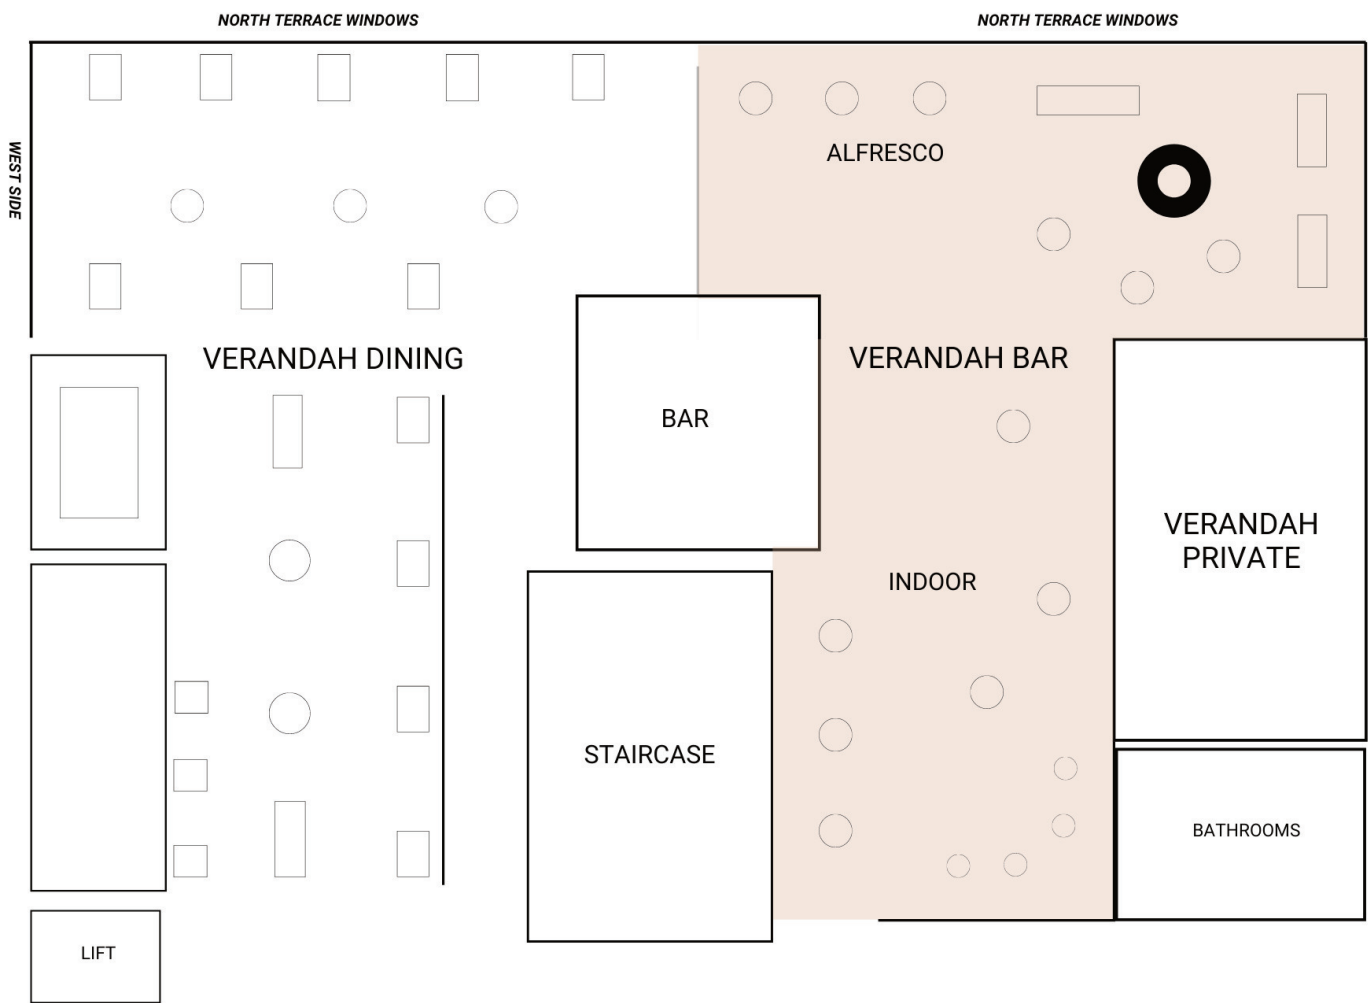 NORTH TERRACE WINDOWS
NORTH TERRACE WINDOWS
WEST SIDE
ALFRESCO
VERANDAH DINING
VERANDAH BAR
BAR
VERANDAH
PRIVATE
INDOOR
STAIRCASE
BATHROOMS
LIFT